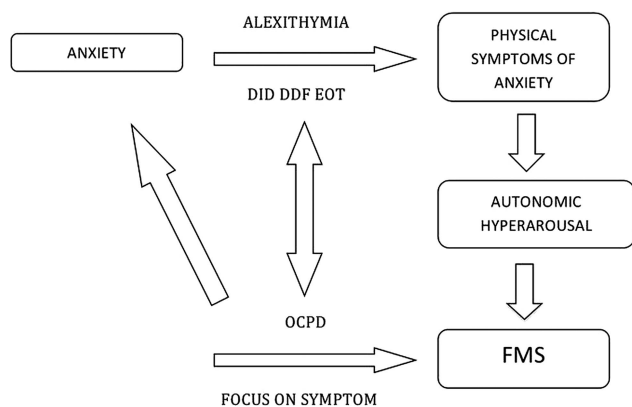 ALEXITHYMIA
ANXIETY
PHYSICAL
SYMPTOMS OF
ANXIETY
DID DDF EOT
AUTONOMIC
HYPERAROUSAL
OCPD
FMS
FOCUS ON SYMPTOM